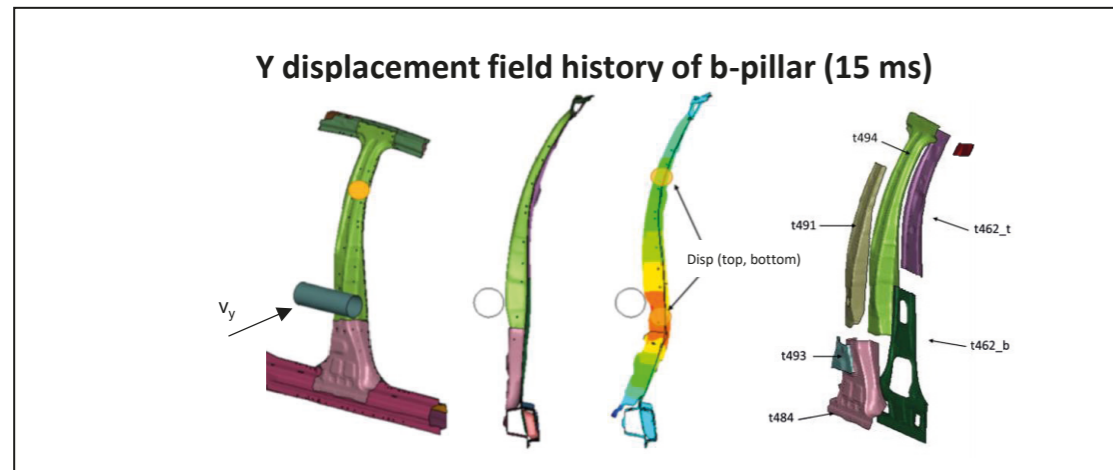 Y displacement field history of b-pillar (15 ms)
t494
t491
t462_t
Disp (top, bottom)
vy
t462_b
t493
t484